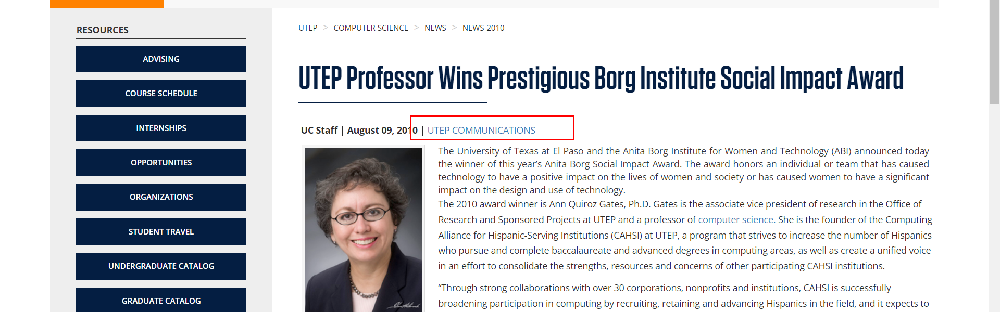 RESOURCES
ADVISING
COURSE SCHEDULE
INTERNSHIPS
OPPORTUNITIES
ORGANIZATIONS
STUDENT TRAVEL
UNDERGRADUATE CATALOG
GRADUATE CATALOG
UTEP > COMPUTER SCIENCE > NEWS > NEWS-2010
UTEP Professor Wins Prestigious Borg Institute Social Impact Award
UC Staff | August 09, 2010 | UTEP COMMUNICATIONS
The University of Texas at El Paso and the Anita Borg Institute for Women and Technology (ABI) announced today
the winner of this year’s Anita Borg Social Impact Award. The award honors an individual or team that has caused
technology to have a positive impact on the lives of women and society or has caused women to have a significant
impact on the design and use of technology.
The 2010 award winner is Ann Quiroz Gates, Ph.D. Gates is the associate vice president of research in the Office of
Research and Sponsored Projects at UTEP and a professor of computer science. She is the founder of the Computing
Alliance for Hispanic-Serving Institutions (CAHSI) at UTEP, a program that strives to increase the number of Hispanics
who pursue and complete baccalaureate and advanced degrees in computing areas, as well as create a unified voice
in an effort to consolidate the strengths, resources and concerns of other participating CAHSI institutions.
“Through strong collaborations with over 30 corporations, nonprofits and institutions, CAHSI is successfully
broadening participation in computing by recruiting, retaining and advancing Hispanics in the field, and it expects to